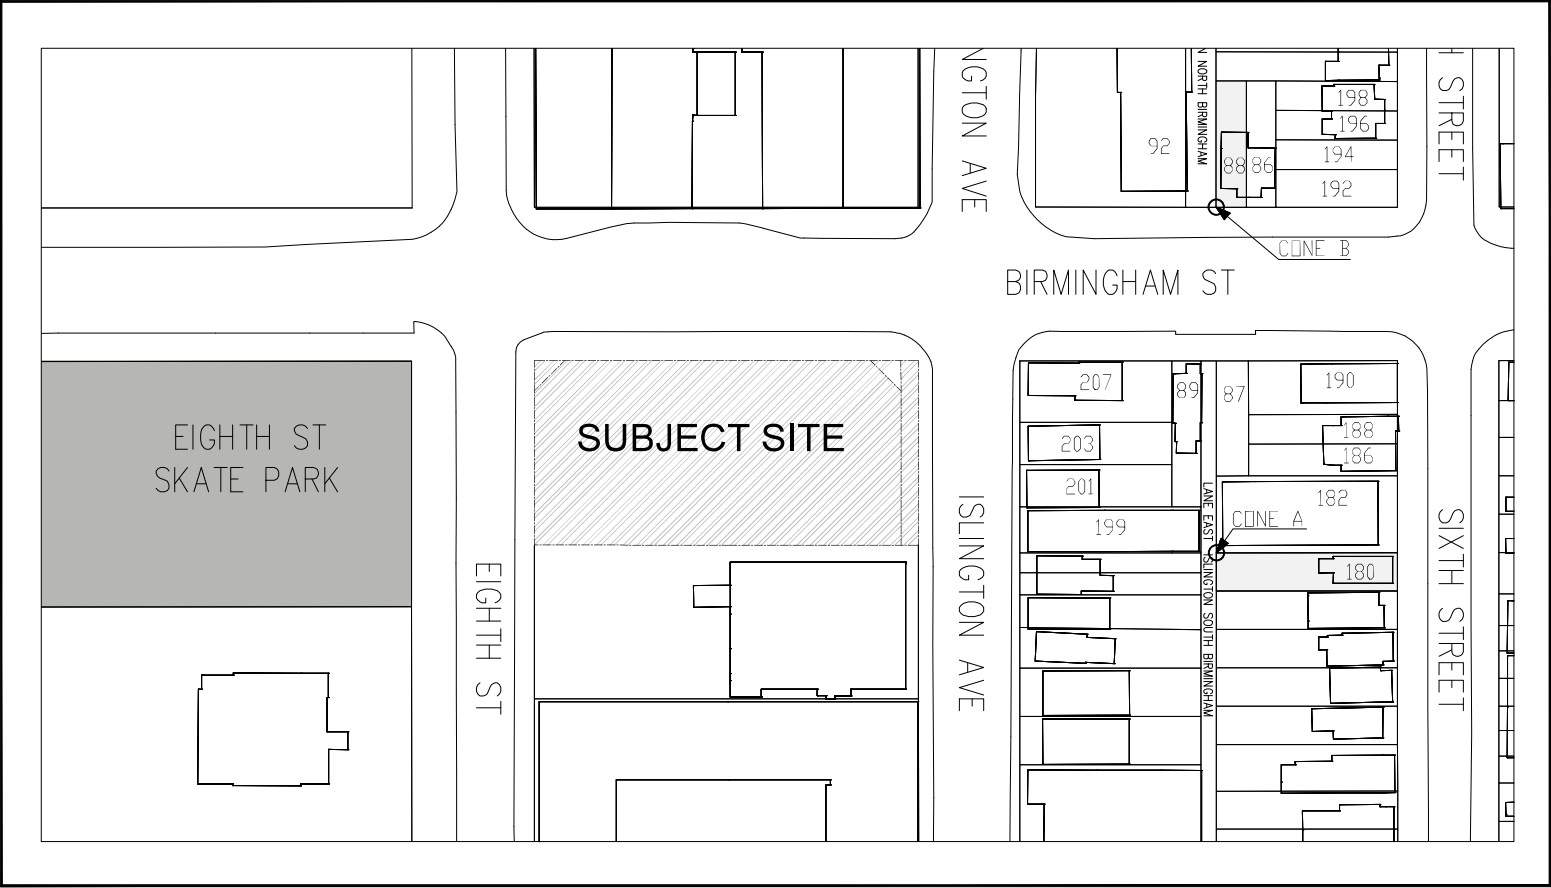 NGTON AVE
N NORTH BIRMINGHAM
H STREET
198
196
92
88
86
194
192
CONE B
BIRMINGHAM ST
EIGHTH ST
SKATE PARK
SUBJECT SITE
207
89
87
190
203
188
186
201
182
199
CONE A
180
LANE EAST ISLINGTON SOUTH BIRMINGHAM
EIGHTH ST
ISLINGTON AVE
SIXTH STREET